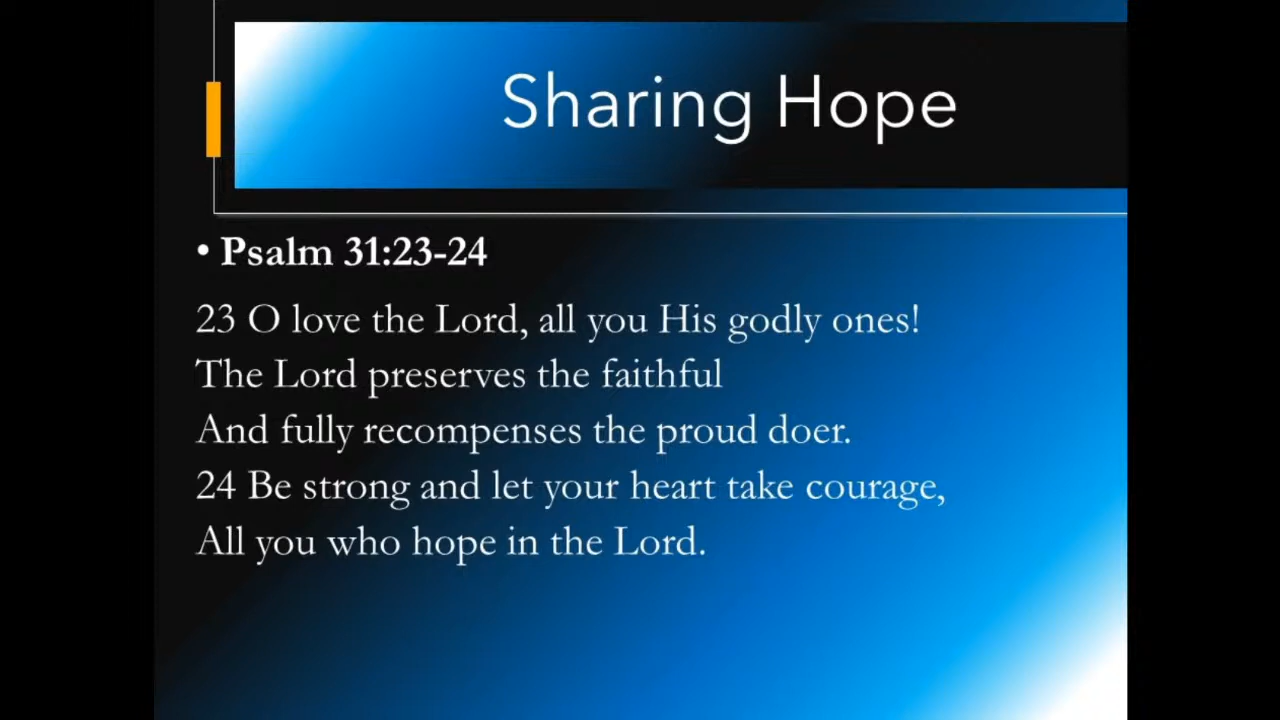 Sharing Hope
• Psalm 31:23-24
23 O love the Lord, all you His godly ones!
The Lord preserves the faithful
And fully recompenses the proud doer.
24 Be strong and let your heart take courage,
All you who hope in the Lord.